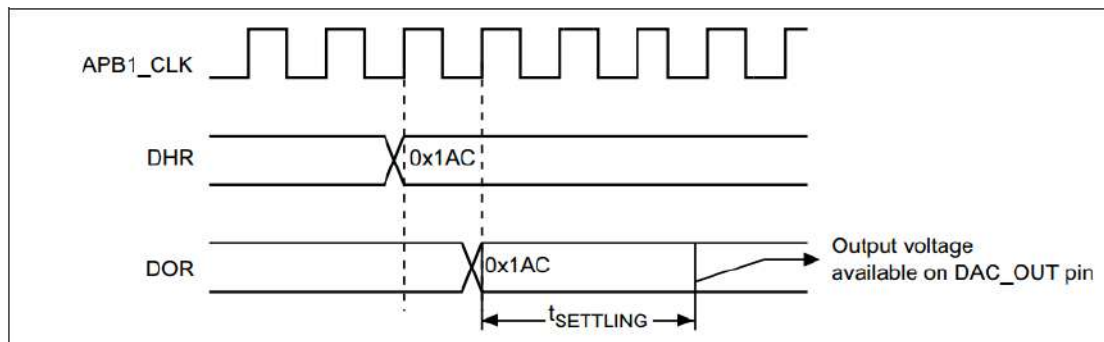 APB1_CLK
DHR
0x1AC
DOR
0x1AC
Output voltage
available on DAC_OUT pin
tSETTLING